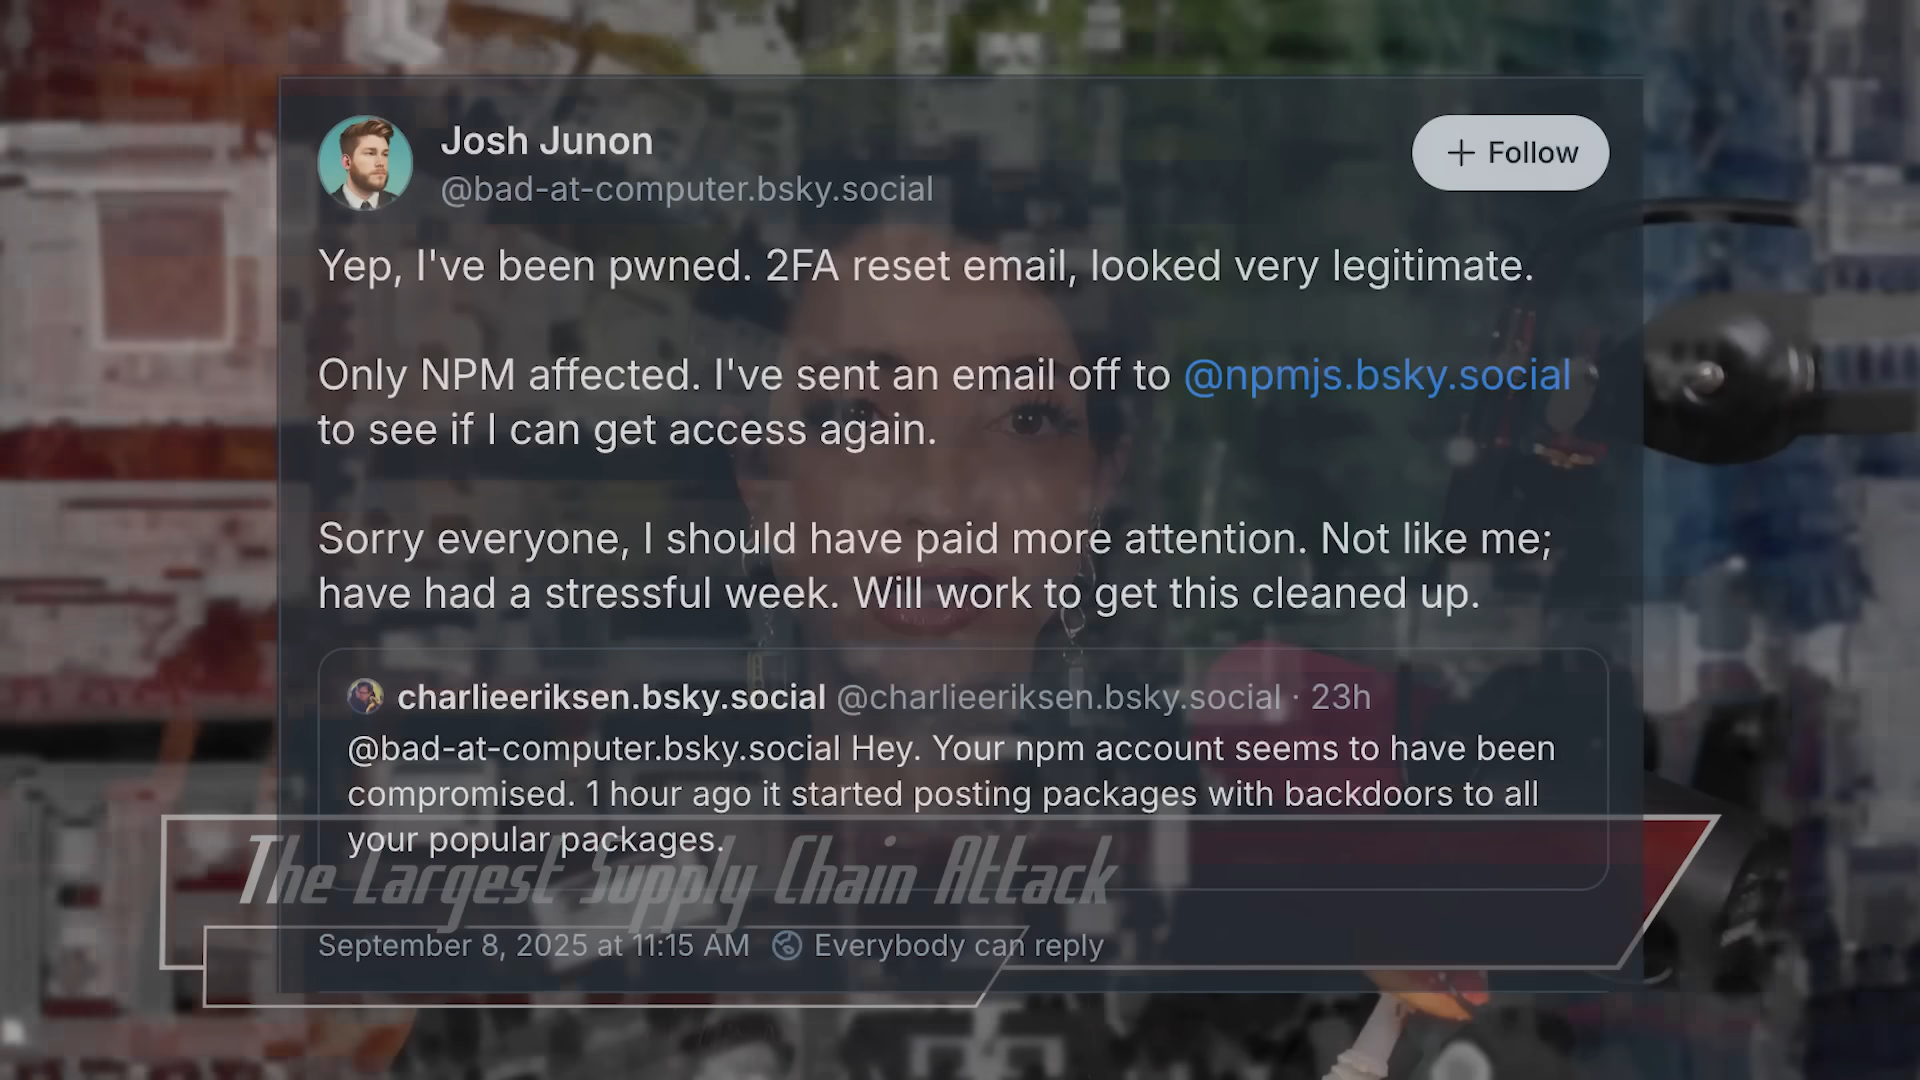 Josh Junon
@bad-at-computer.bsky.social
+ Follow
Yep, I've been pwned. 2FA reset email, looked very legitimate.
Only NPM affected. I've sent an email off to @npmjs.bsky.social
to see if I can get access again.
Sorry everyone, I should have paid more attention. Not like me;
have had a stressful week. Will work to get this cleaned up.
charlieeriksen.bsky.social @charlieeriksen.bsky.social · 23h
@bad-at-computer.bsky.social Hey. Your npm account seems to have been
compromised. 1 hour ago it started posting packages with backdoors to all
your popular packages.
The Largest Supply Chain Attack
September 8, 2025 at 11:15 AM Everybody can reply